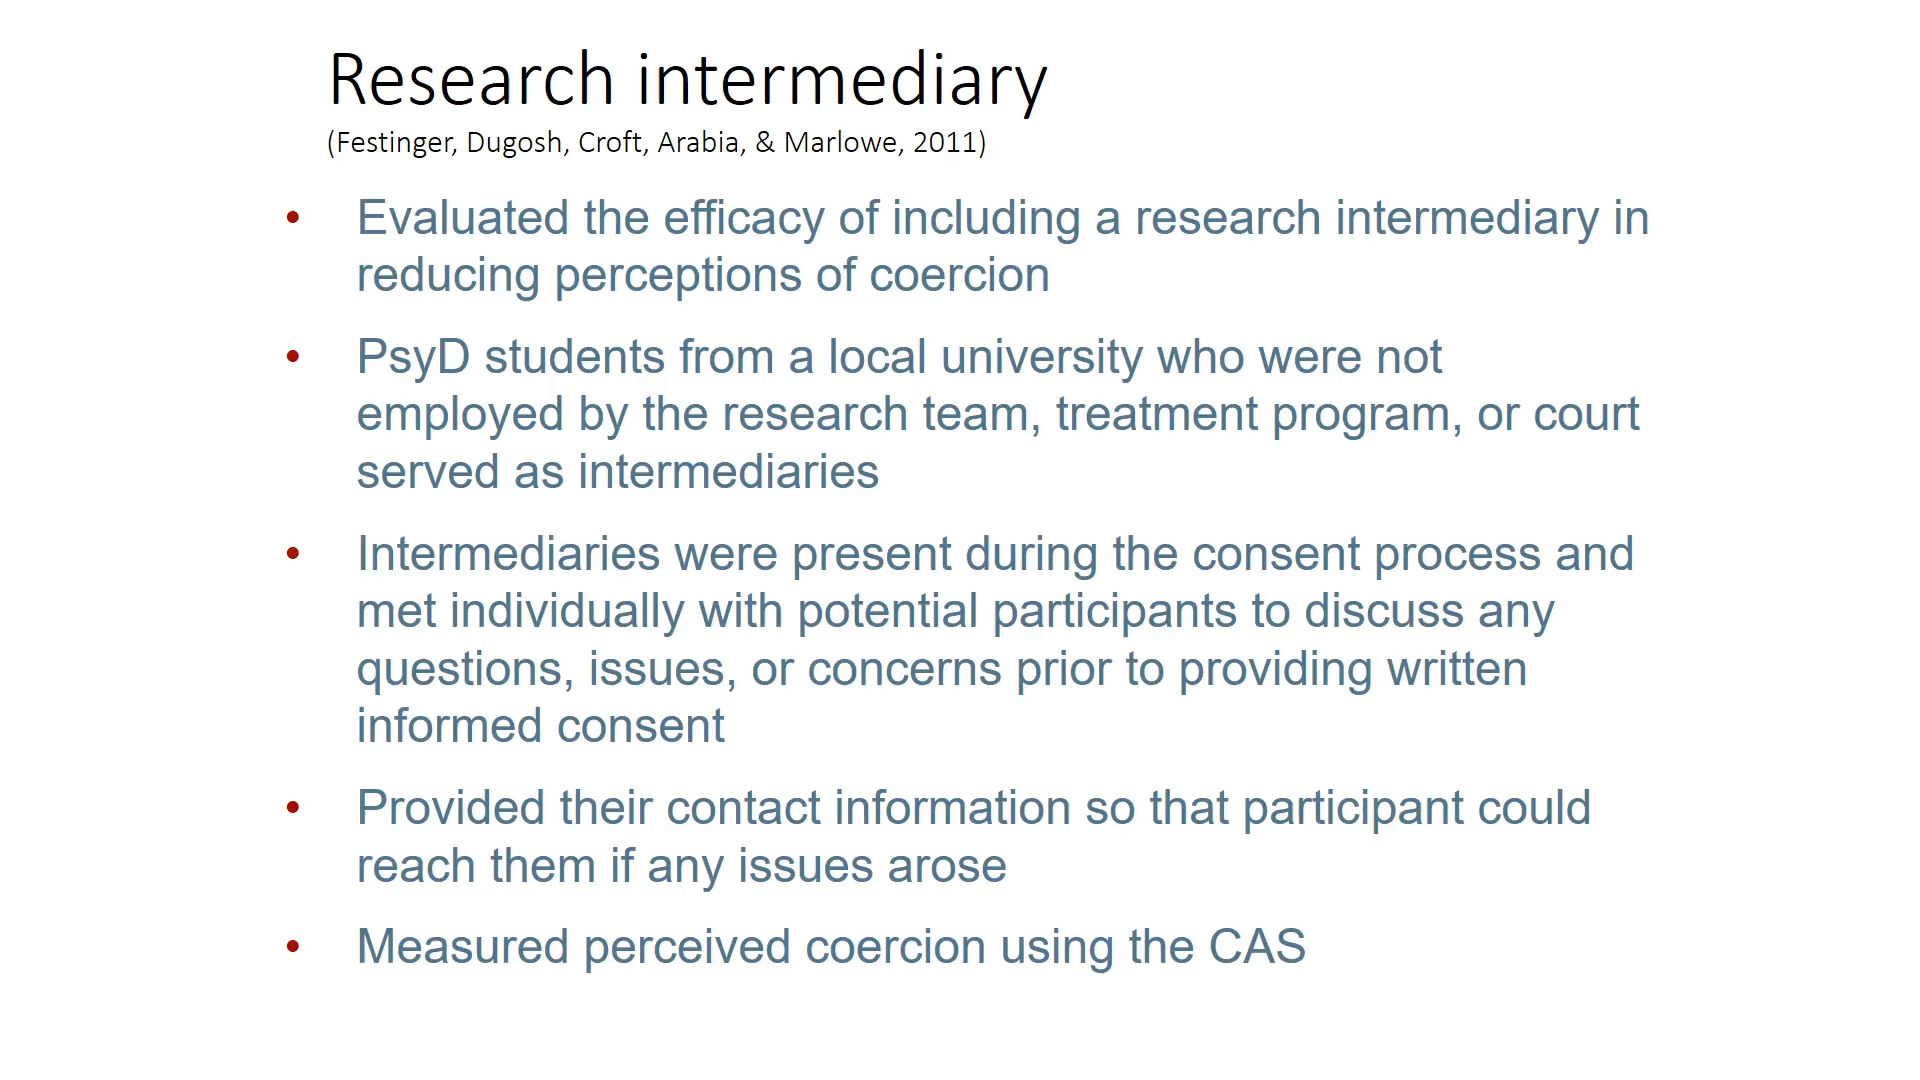 Research intermediary
(Festinger, Dugosh, Croft, Arabia, & Marlowe, 2011)
• Evaluated the efficacy of including a research intermediary in
reducing perceptions of coercion
• PsyD students from a local university who were not
employed by the research team, treatment program, or court
served as intermediaries
• Intermediaries were present during the consent process and
met individually with potential participants to discuss any
questions, issues, or concerns prior to providing written
informed consent
• Provided their contact information so that participant could
reach them if any issues arose
• Measured perceived coercion using the CAS